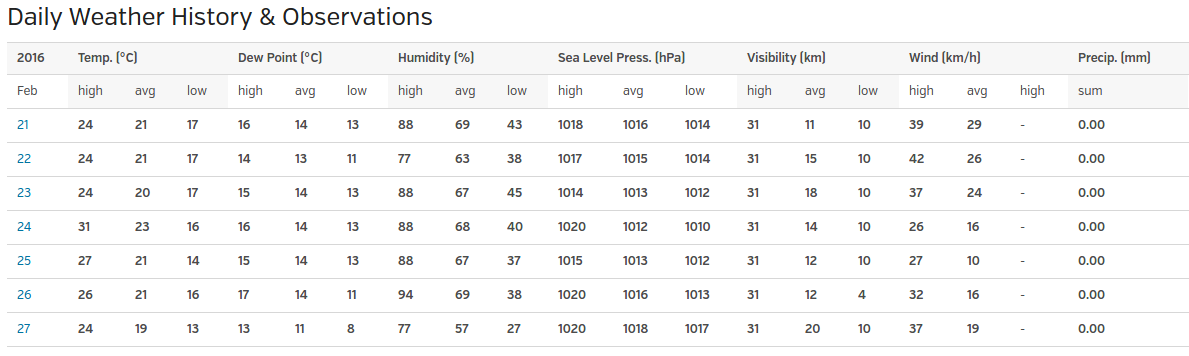 Daily Weather History & Observations
2016 Temp. (°C) Dew Point (°C) Humidity (%) Sea Level Press. (hPa) Visibility (km) Wind (km/h) Precip. (mm)
Feb high avg low high avg low high avg low high avg low high avg low high avg high sum
21 24 21 17 16 14 13 88 69 43 1018 1016 1014 31 11 10 39 29 - 0.00
22 24 21 17 14 13 11 77 63 38 1017 1015 1014 31 15 10 42 26 - 0.00
23 24 20 17 15 14 13 88 67 45 1014 1013 1012 31 18 10 37 24 - 0.00
24 31 23 16 16 14 13 88 68 40 1020 1012 1010 31 14 10 26 16 - 0.00
25 27 21 14 15 14 13 88 67 37 1015 1013 1012 31 12 10 27 10 - 0.00
26 26 21 16 17 14 11 94 69 38 1020 1016 1013 31 12 4 32 16 - 0.00
27 24 19 13 13 11 8 77 57 27 1020 1018 1017 31 20 10 37 19 - 0.00